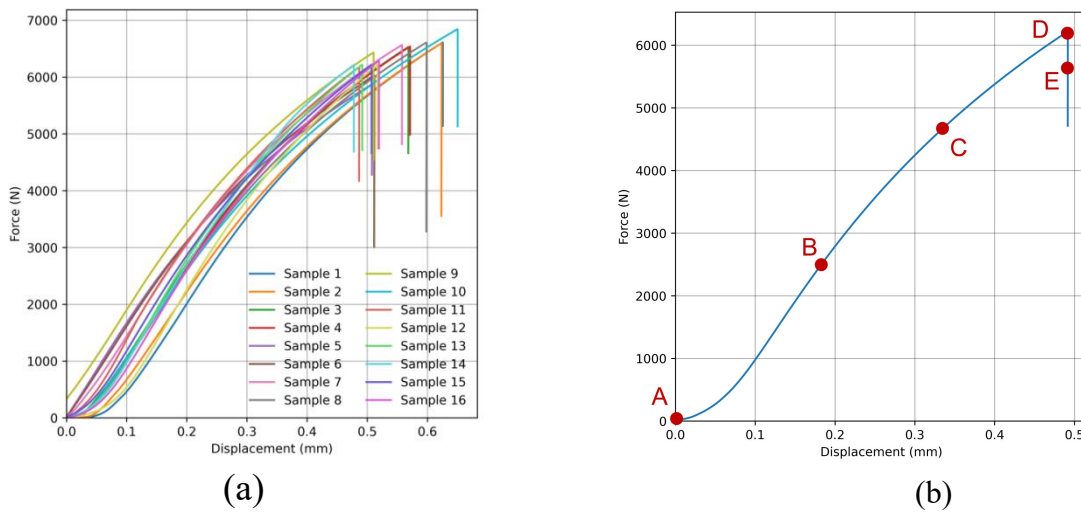 7000
6000
5000
4000
3000
2000
1000
0
Force (N)
Sample 1
Sample 2
Sample 3
Sample 4
Sample 5
Sample 6
Sample 7
Sample 8
Sample 9
Sample 10
Sample 11
Sample 12
Sample 13
Sample 14
Sample 15
Sample 16
0.0 0.1 0.2 0.3 0.4 0.5 0.6
Displacement (mm)
(a)
6000
5000
4000
3000
2000
1000
0
Force (N)
A
B
C
D
E
0.0 0.1 0.2 0.3 0.4 0.5
Displacement (mm)
(b)